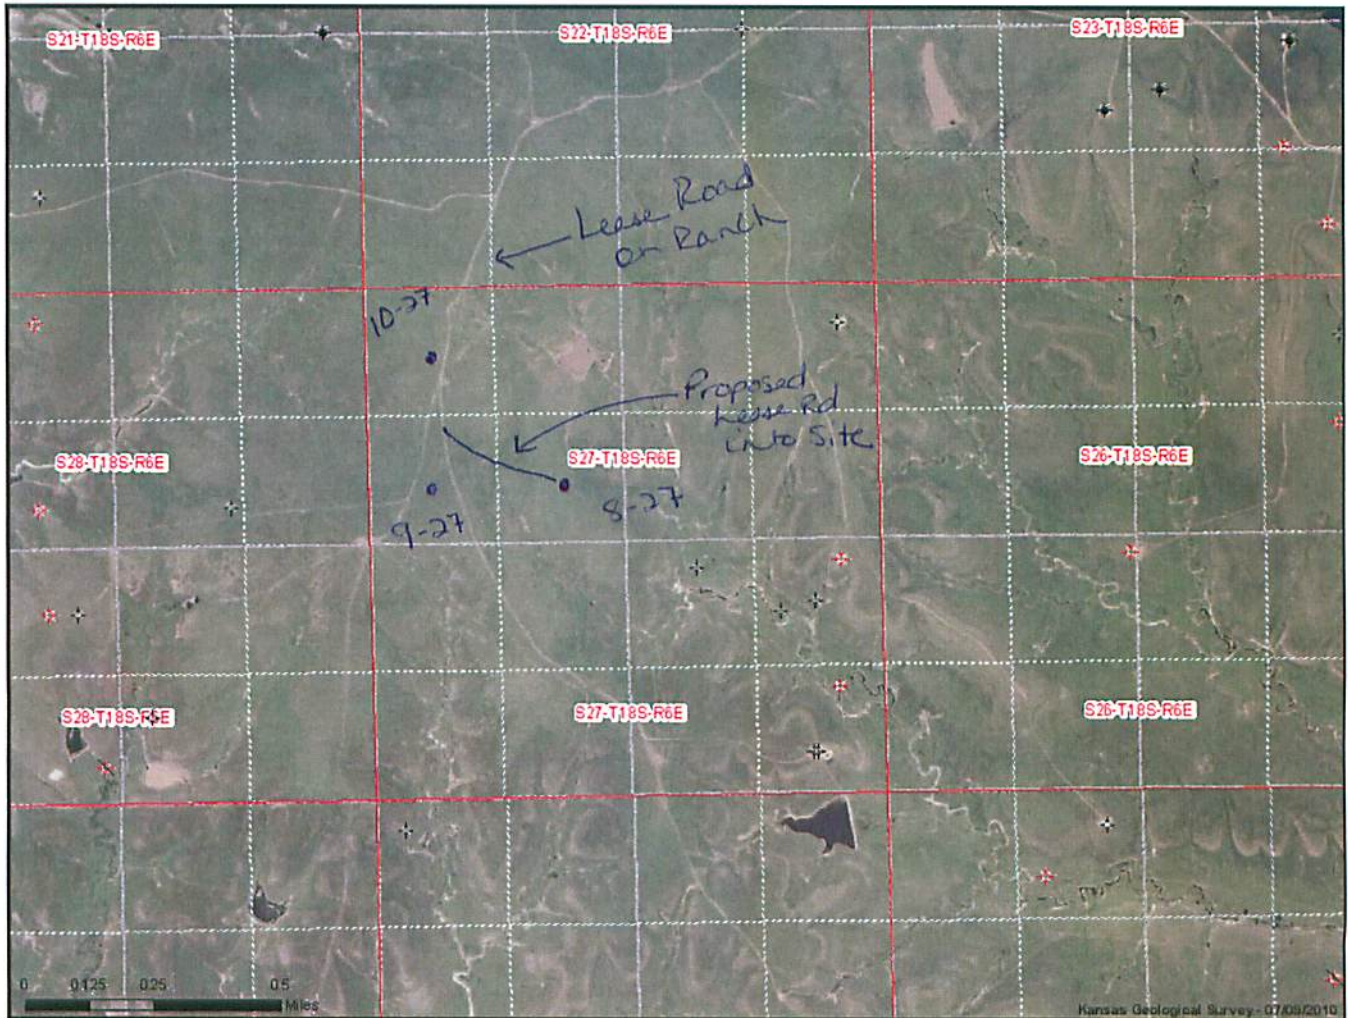 S21-T18S-R6E
S22-T18S-R6E
S23-T18S-R6E
Lease Road
on Ranch
10-27
Proposed
Lease Rd
into Site
S28-T18S-R6E
S27-T18S-R6E
S26-T18S-R6E
8-27
9-27
S28-T18S-R6E
S27-T18S-R6E
S26-T18S-R6E
0 0.125 0.25 0.5
Miles
Kansas Geological Survey - 07/09/2010